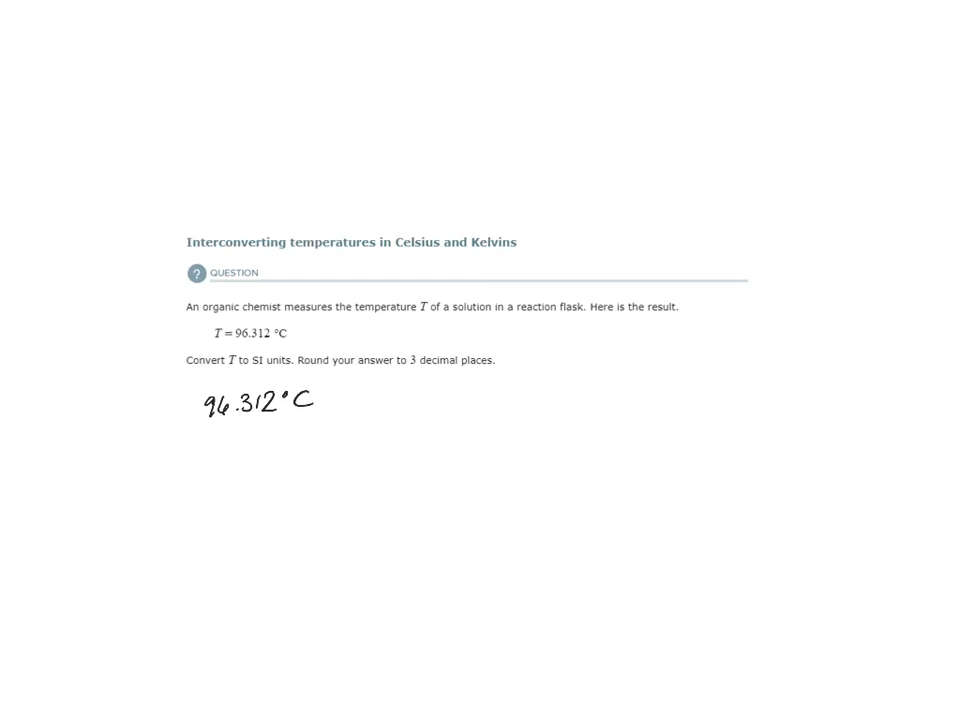 Interconverting temperatures in Celsius and Kelvins
? QUESTION
An organic chemist measures the temperature T of a solution in a reaction flask. Here is the result.
T = 96.312 °C
Convert T to SI units. Round your answer to 3 decimal places.
96.312°C